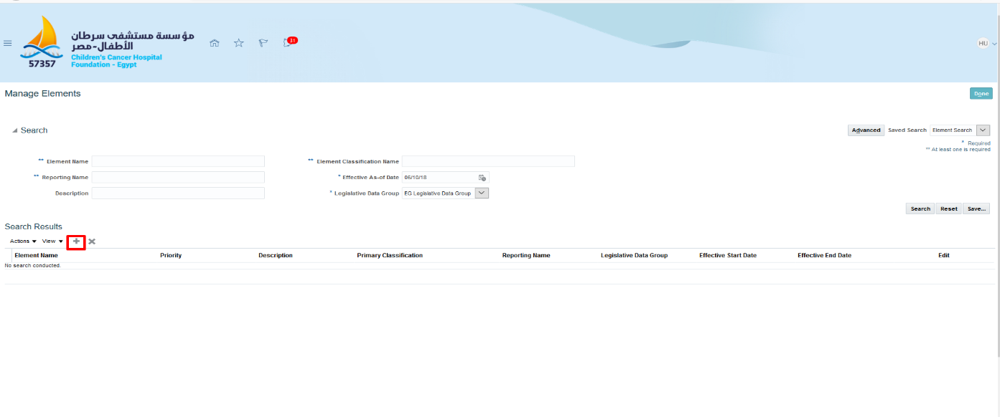 مؤسسة مستشفى سرطان
الأطفال-مصر
Children's Cancer Hospital
Foundation - Egypt
57357
31
HU
Manage Elements
Done
Search
Advanced Saved Search Element Search
* Required
** At least one is required
** Element Name
** Element Classification Name
** Reporting Name
* Effective As-of Date 06/10/18
Description
* Legislative Data Group EG Legislative Data Group
Search Reset Save...
Search Results
Actions View
Element Name Priority Description Primary Classification Reporting Name Legislative Data Group Effective Start Date Effective End Date Edit
No search conducted.